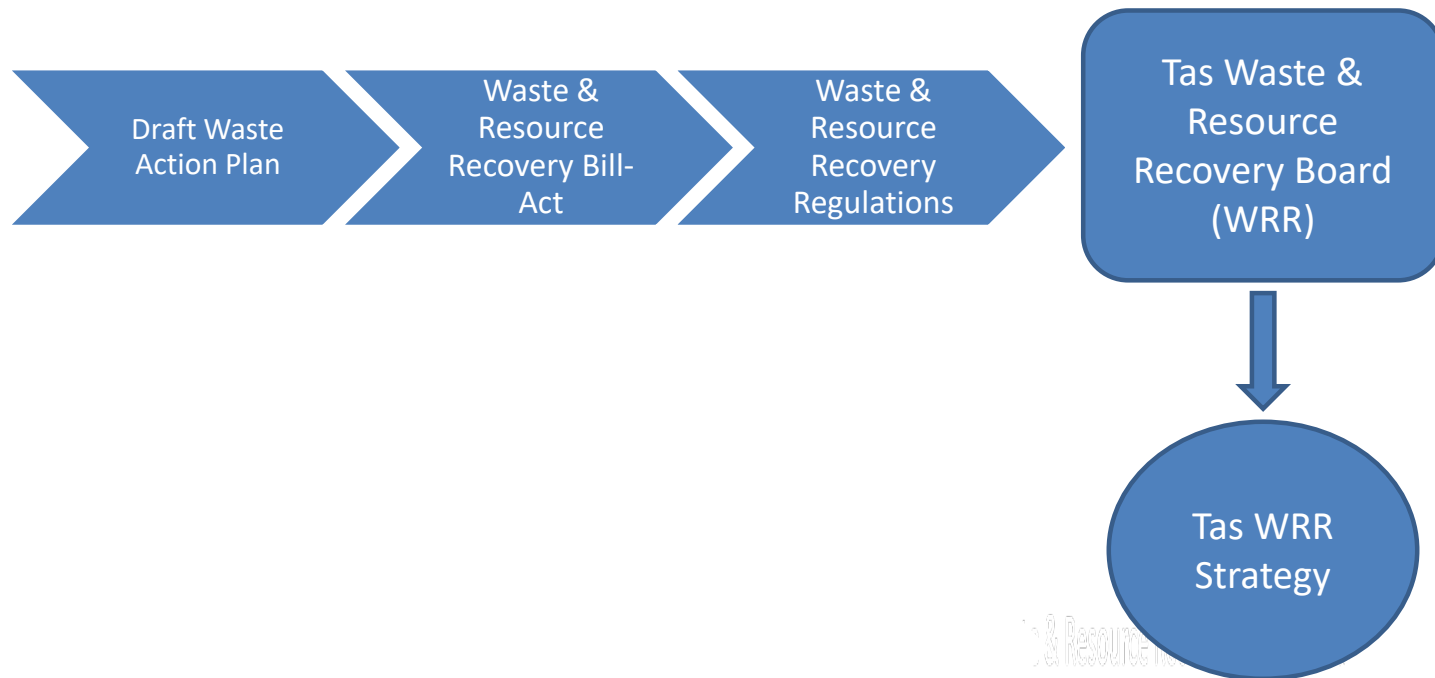 Draft Waste
Action Plan
Waste &
Resource
Recovery Bill-
Act
Waste &
Resource
Recovery
Regulations
Tas Waste &
Resource
Recovery Board
(WRR)
Tas WRR
Strategy
& Resource